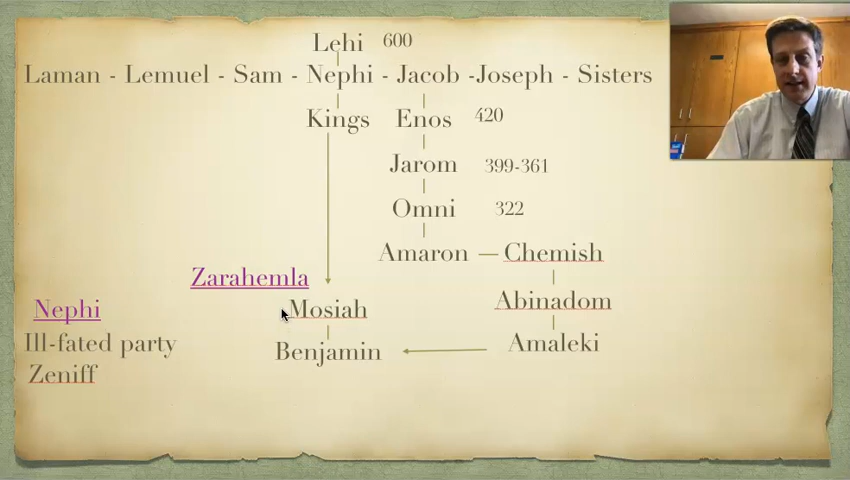 Lehi 600
Laman - Lemuel - Sam - Nephi - Jacob -Joseph - Sisters
Kings Enos 420
Jarom 399-361
Omni 322
Amaron — Chemish
Zarahemla
Nephi Mosiah Abinadom
Ill-fated party Benjamin Amaleki
Zeniff